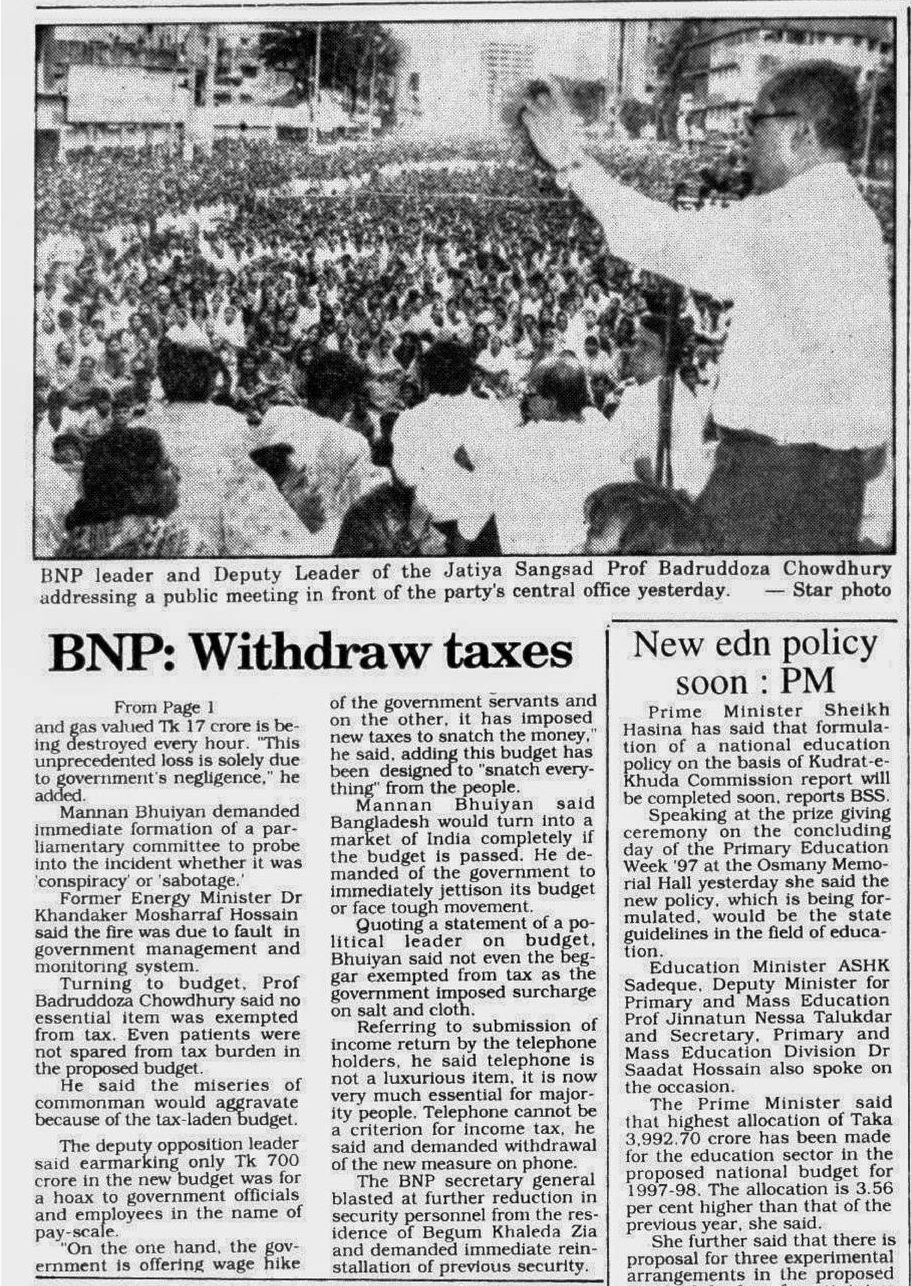 BNP leader and Deputy Leader of the Jatiya Sangsad Prof Badruddoza Chowdhury
addressing a public meeting in front of the party's central office yesterday. — Star photo
BNP: Withdraw taxes
From Page 1
and gas valued Tk 17 crore is be-
ing destroyed every hour. "This
unprecedented loss is solely due
to government's negligence," he
added.
Mannan Bhuiyan demanded
immediate formation of a par-
liamentary committee to probe
into the incident whether it was
'conspiracy' or 'sabotage.'
Former Energy Minister Dr
Khandaker Mosharraf Hossain
said the fire was due to fault in
government management and
monitoring system.
Turning to budget, Prof
Badruddoza Chowdhury said no
essential item was exempted
from tax. Even patients were
not spared from tax burden in
the proposed budget.
He said the miseries of
commonman would aggravate
because of the tax-laden budget.
The deputy opposition leader
said earmarking only Tk 700
crore in the new budget was for
a hoax to government officials
and employees in the name of
pay-scale.
"On the one hand, the gov-
ernment is offering wage hike
of the government servants and
on the other, it has imposed
new taxes to snatch the money,"
he said, adding this budget has
been designed to "snatch every-
thing" from the people.
Mannan Bhuiyan said
Bangladesh would turn into a
market of India completely if
the budget is passed. He de-
manded of the government to
immediately jettison its budget
or face tough movement.
Quoting a statement of a po-
litical leader on budget,
Bhuiyan said not even the beg-
gar exempted from tax as the
government imposed surcharge
on salt and cloth.
Referring to submission of
income return by the telephone
holders, he said telephone is
not a luxurious item, it is now
very much essential for major-
ity people. Telephone cannot be
a criterion for income tax, he
said and demanded withdrawal
of the new measure on phone.
The BNP secretary general
blasted at further reduction in
security personnel from the res-
idence of Begum Khaleda Zia
and demanded immediate rein-
stallation of previous security.
New edn policy
soon : PM
Prime Minister Sheikh
Hasina has said that formula-
tion of a national education
policy on the basis of Kudrat-e-
Khuda Commission report will
be completed soon, reports BSS.
Speaking at the prize giving
ceremony on the concluding
day of the Primary Education
Week '97 at the Osmany Memo-
rial Hall yesterday she said the
new policy, which is being for-
mulated, would be the state
guidelines in the field of educa-
tion.
Education Minister ASHK
Sadeque, Deputy Minister for
Primary and Mass Education
Prof Jinnatun Nessa Talukdar
and Secretary, Primary and
Mass Education Division Dr
Saadat Hossain also spoke on
the occasion.
The Prime Minister said
that highest allocation of Taka
3,992.70 crore has been made
for the education sector in the
proposed national budget for
1997-98. The allocation is 3.56
per cent higher than that of the
previous year, she said.
She further said that there is
proposal for three experimental
arrangements in the proposed